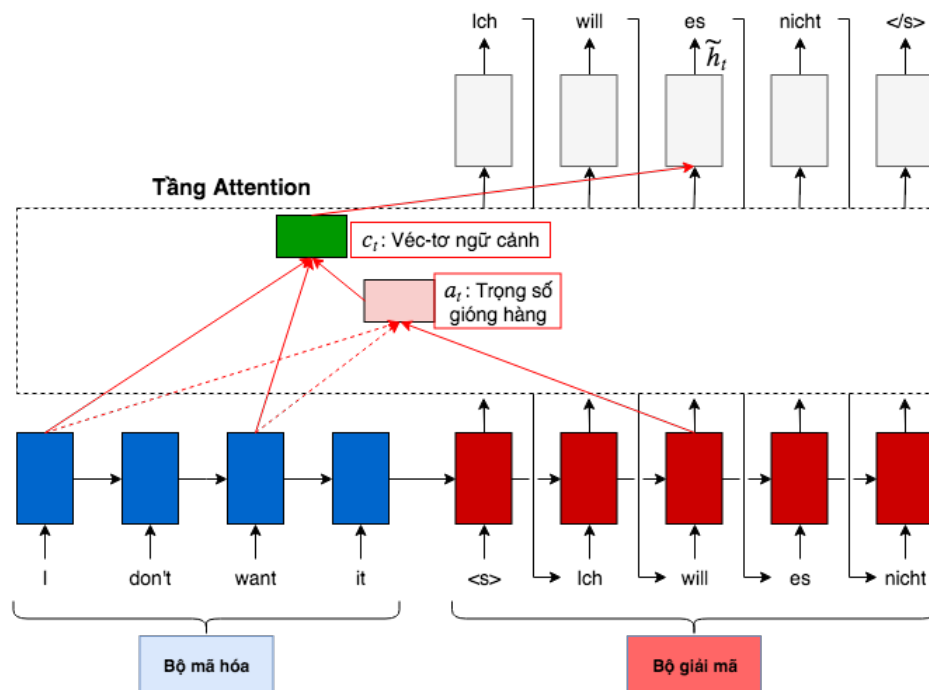 Ich will es nicht </s>
h̃ₜ
Tầng Attention
cₜ : Véc-tơ ngữ cảnh
aₜ : Trọng số
gióng hàng
I don't want it <s> Ich will es nicht
Bộ mã hóa Bộ giải mã